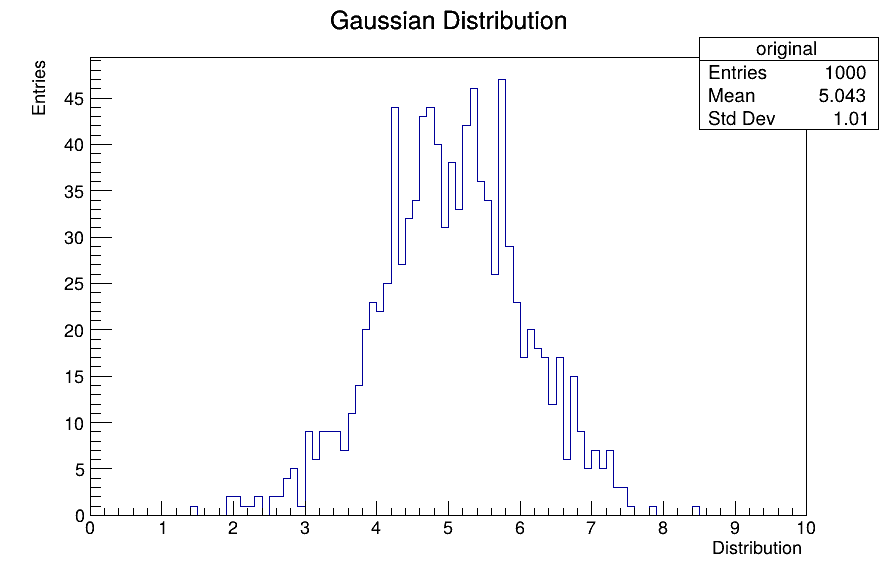 Gaussian Distribution
original
Entries 1000
Mean 5.043
Std Dev 1.01
Entries
45
40
35
30
25
20
15
10
5
0
0 1 2 3 4 5 6 7 8 9 10
Distribution